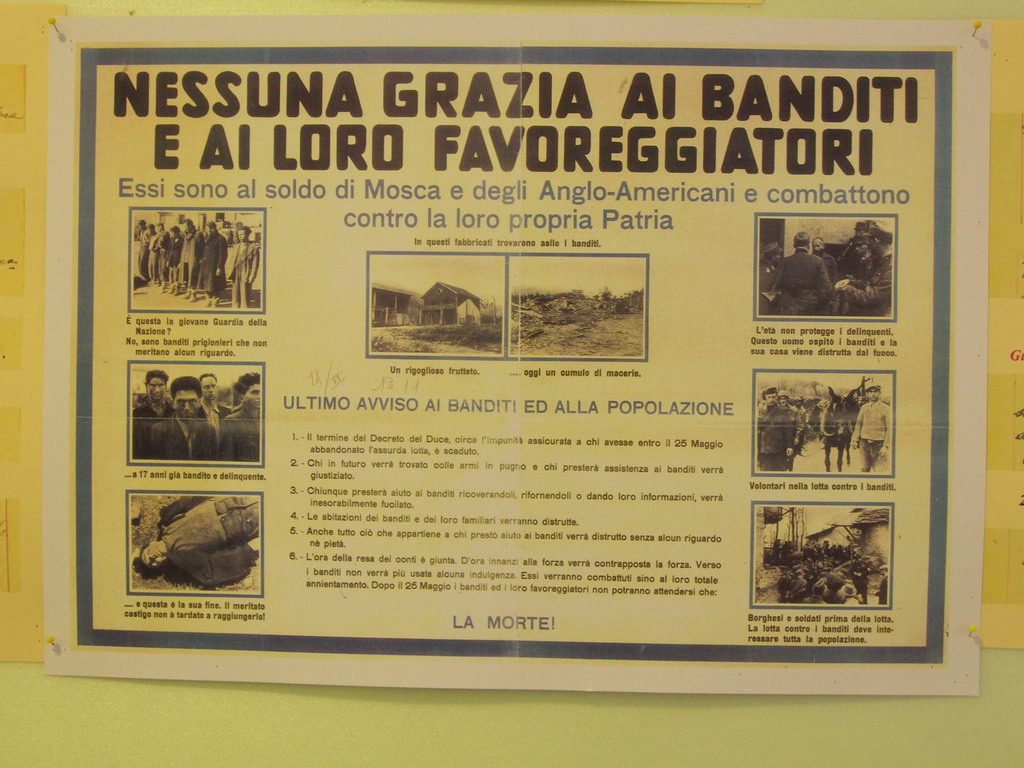 NESSUNA GRAZIA AI BANDITI
E AI LORO FAVOREGGIATORI
Essi sono al soldo di Mosca e degli Anglo-Americani e combattono
contro la loro propria Patria
È questa la giovane Guardia della
Nazione?
No, sono banditi prigionieri che non
meritano alcun riguardo.
...a 17 anni già bandito e delinquente.
.... e questa è la sua fine. Il meritato
castigo non à tardato a raggiungerlo!
In questi fabbricati trovarono asilo i banditi.
Un rigoglioso frutteto.
.... oggi un cumulo di macerie.
ULTIMO AVVISO AI BANDITI ED ALLA POPOLAZIONE
1. - Il termine del Decreto del Duce, circa l'impunità assicurata a chi avesse entro il 25 Maggio
abbandonato l'assurda lotta, è scaduto.
2. - Chi in futuro verrà trovato colle armi in pugno e chi presterà assistenza ai banditi verrà
giustiziato.
3. - Chiunque presterà aiuto ai banditi ricoverandoli, rifornendoli o dando loro informazioni, verrà
inesorabilmente fucilato.
4. - Le abitazioni dei banditi e dei loro familiari verranno distrutte.
5. - Anche tutto ciò che appartiene a chi prestò aiuto ai banditi verrà distrutto senza alcun riguardo
nè pietà.
6. - L'ora della resa dei conti è giunta. D'ora innanzi alla forza verrà contrapposta la forza. Verso
i banditi non verrà più usata alcuna indulgenza. Essi verranno combattuti sino al loro totale
annientamento. Dopo il 25 Maggio i banditi ed i loro favoreggiatori non potranno attendersi che:
LA MORTE!
L'età non protegge i delinquenti.
Questo uomo ospitò i banditi e la
sua casa viene distrutta dal fuoco.
Volontari nella lotta contro i banditi.
Borghesi e soldati prima della lotta.
La lotta contro i banditi deve inte-
ressare tutta la popolazione.